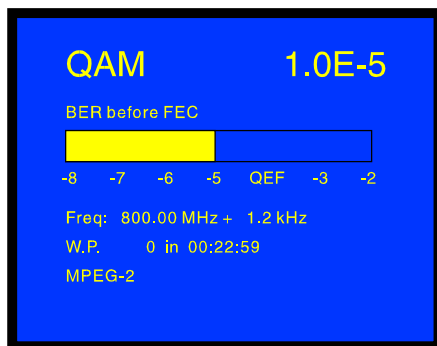 QAM 1.0E-5
BER before FEC
-8 -7 -6 -5 QEF -3 -2
Freq: 800.00 MHz + 1.2 kHz
W.P. 0 in 00:22:59
MPEG-2